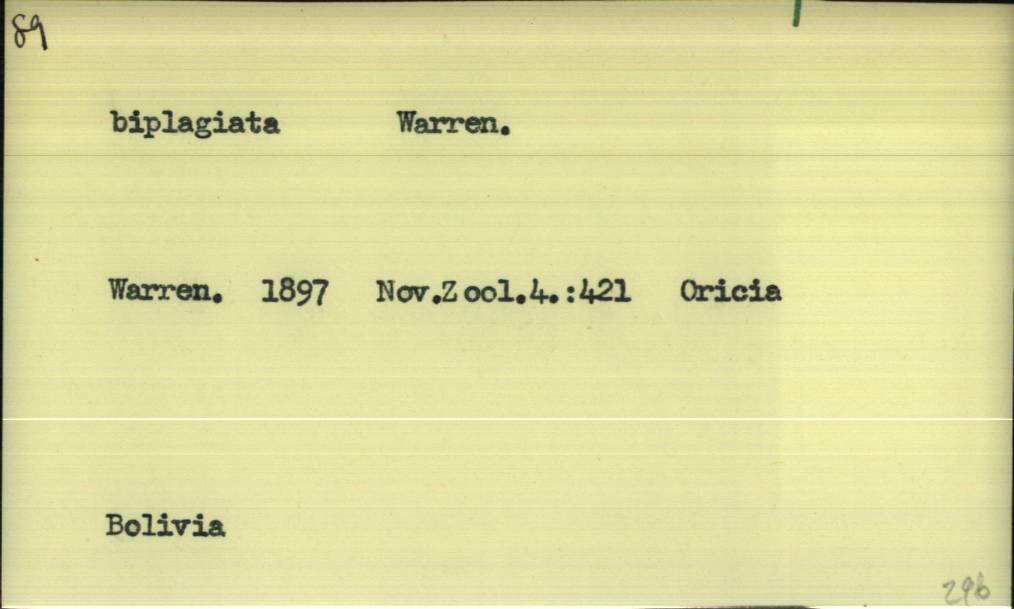 89
biplagiata Warren.
Warren. 1897 Nov.Zool.4.:421 Oricia
Bolivia
296